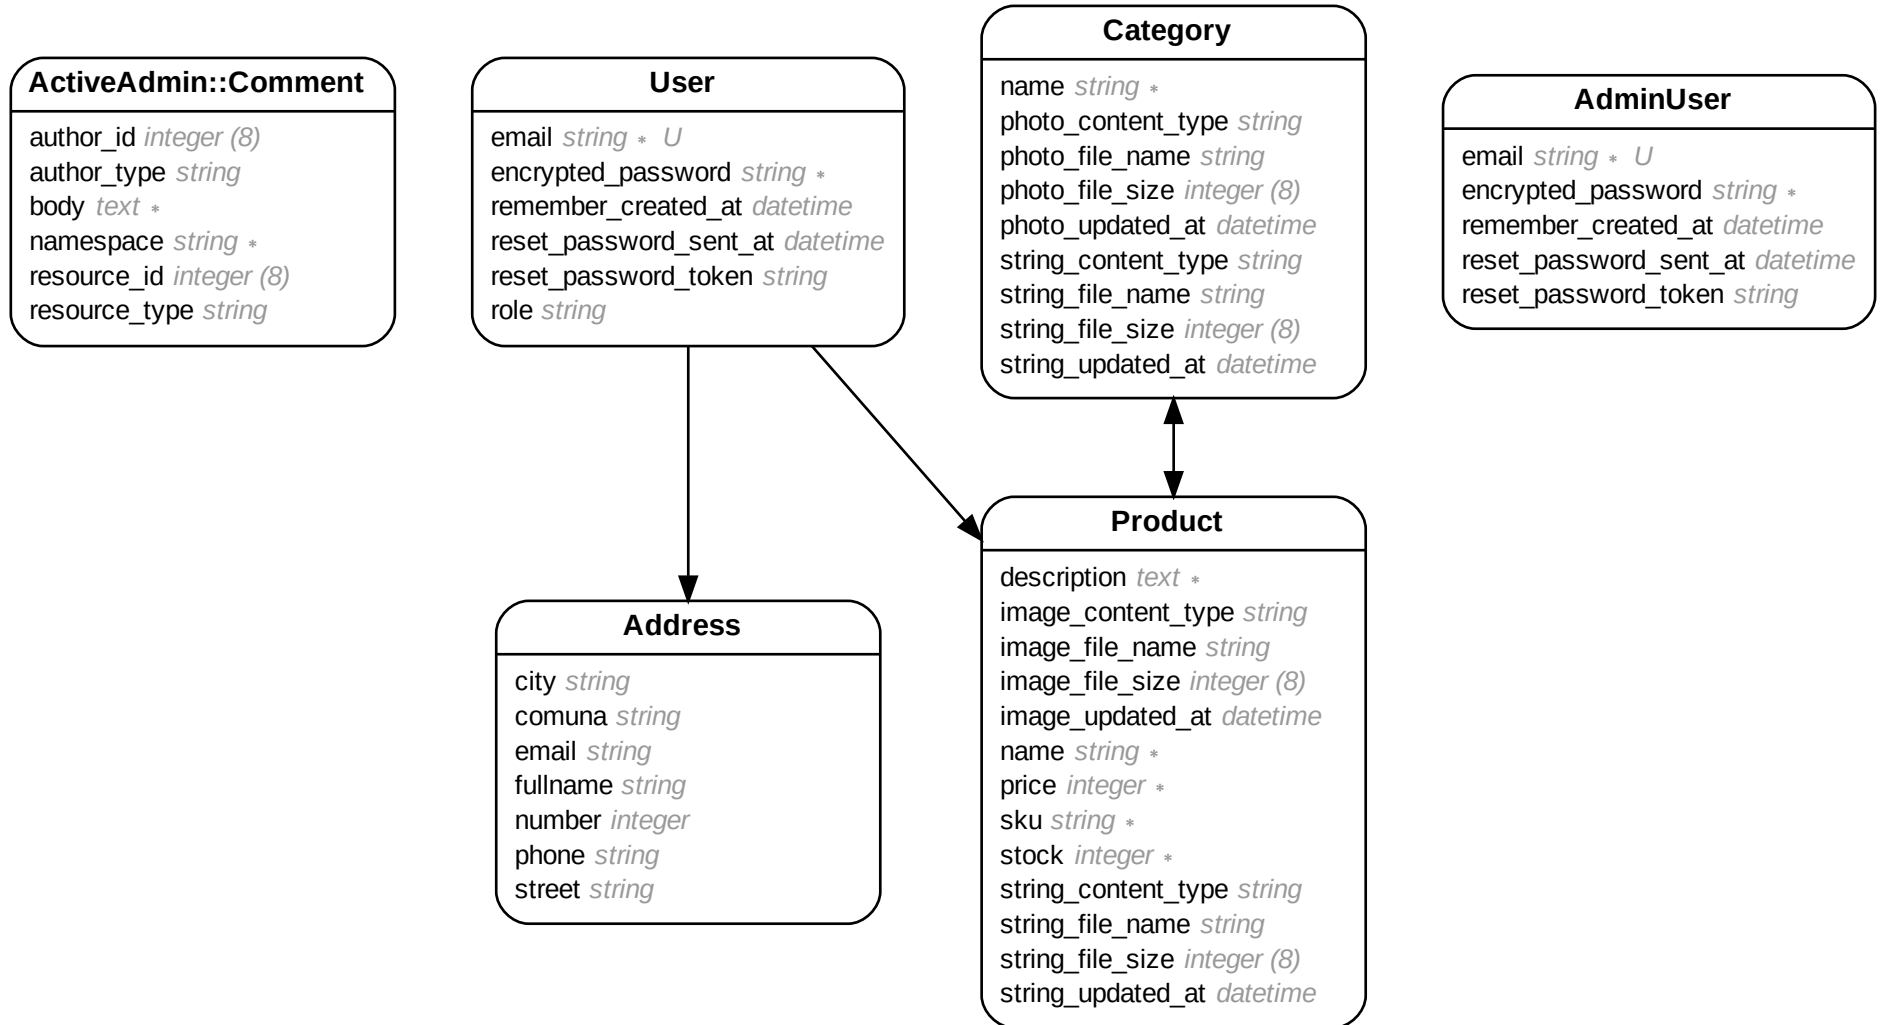 ActiveAdmin::Comment
author_id integer (8)
author_type string
body text *
namespace string *
resource_id integer (8)
resource_type string
User
email string * U
encrypted_password string *
remember_created_at datetime
reset_password_sent_at datetime
reset_password_token string
role string
Category
name string *
photo_content_type string
photo_file_name string
photo_file_size integer (8)
photo_updated_at datetime
string_content_type string
string_file_name string
string_file_size integer (8)
string_updated_at datetime
AdminUser
email string * U
encrypted_password string *
remember_created_at datetime
reset_password_sent_at datetime
reset_password_token string
Address
city string
comuna string
email string
fullname string
number integer
phone string
street string
Product
description text *
image_content_type string
image_file_name string
image_file_size integer (8)
image_updated_at datetime
name string *
price integer *
sku string *
stock integer *
string_content_type string
string_file_name string
string_file_size integer (8)
string_updated_at datetime